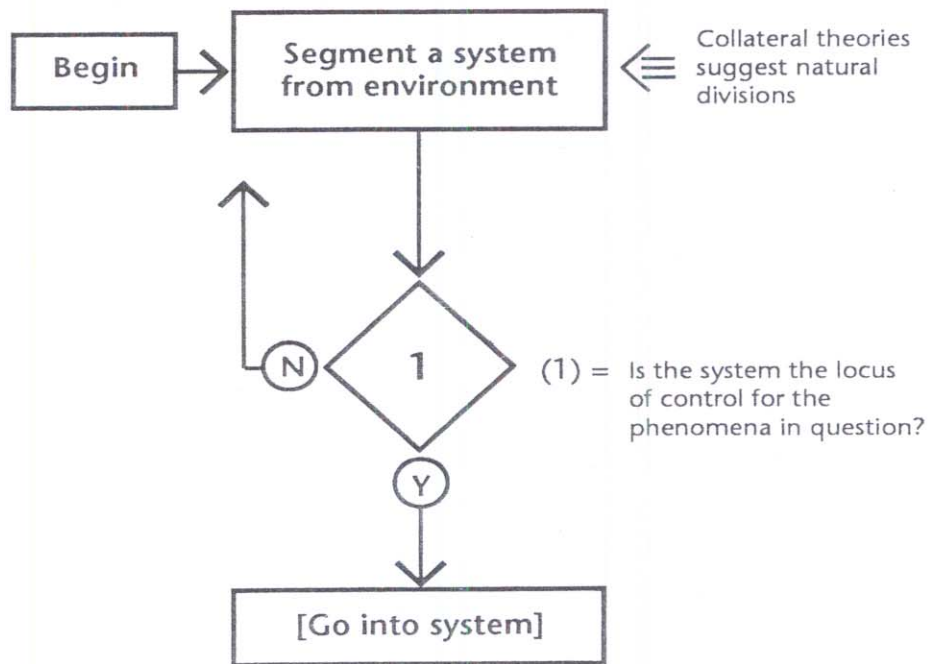 Begin
Segment a system
from environment
Collateral theories
suggest natural
divisions
N
1
(1) = Is the system the locus
of control for the
phenomena in question?
Y
[Go into system]